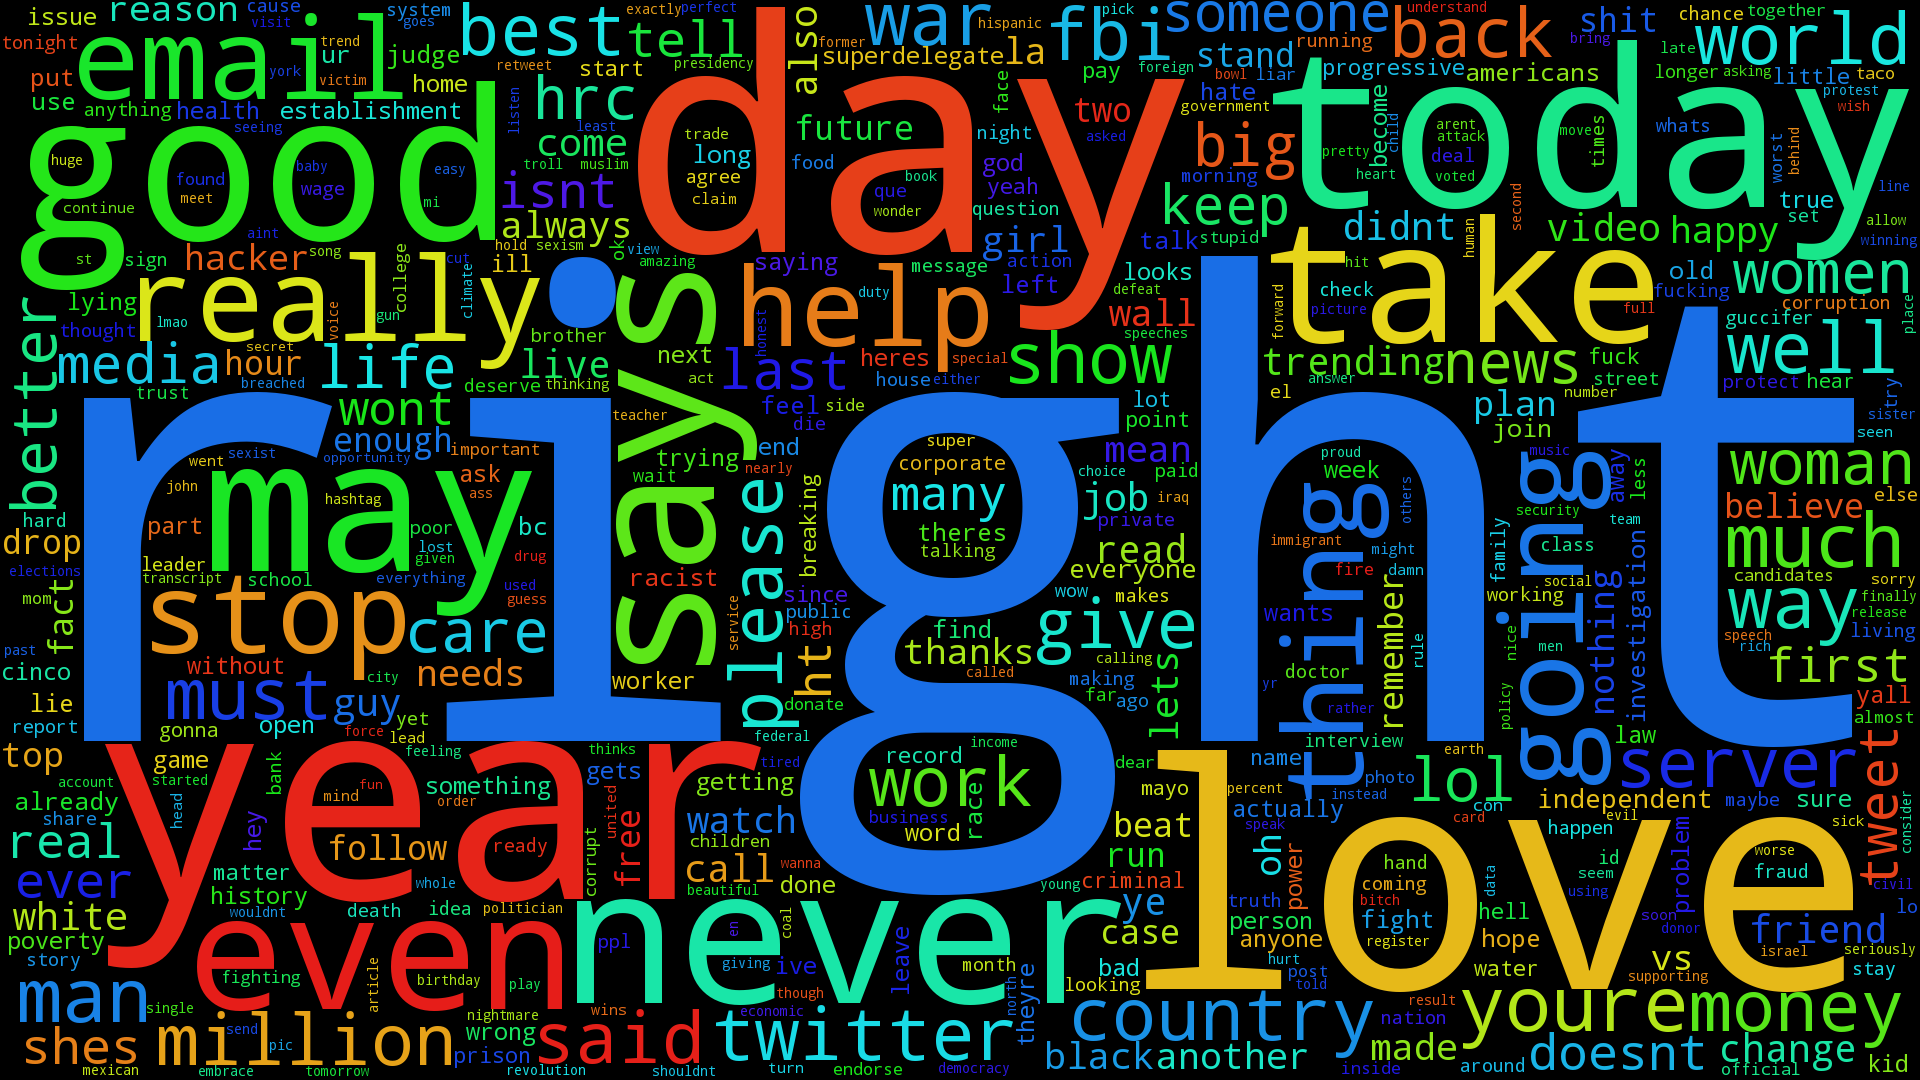 right
day
good
today
year
love
never
may
even
take
says
really
help
email
stop
thing
going
work
said
million
twitter
country
youre
money
server
women
woman
well
much
way
first
world
back
someone
fbi
war
best
tell
also
superdelegate
la
hrc
come
isnt
always
future
big
keep
stand
show
last
life
live
media
hour
better
wont
enough
care
needs
must
guy
please
ht
give
read
everyone
many
thanks
find
theres
talking
job
mean
news
trending
video
happy
didnt
plan
join
believe
remember
nothing
investigation
lol
tweet
friend
change
doesnt
made
another
black
man
shes
white
ever
real
already
follow
call
watch
free
getting
something
top
drop
fact
cinco
lie
report
reason
issue
tonight
put
use
anything
health
establishment
home
judge
ur
system
cause
visit
goes
trend
york
victim
retweet
start
exactly
perfect
presidency
former
hispanic
pick
understand
running
shit
bring
chance
together
late
longer
asking
little
taco
protest
wish
progressive
americans
liar
bowl
hate
government
foreign
pay
face
two
asked
night
god
yeah
question
girl
action
left
message
saying
food
que
book
wonder
long
trade
agree
claim
troll
muslim
least
listen
easy
mi
baby
wage
found
meet
seeing
huge
continue
st
sign
aint
hacker
song
college
cut
climate
ill
hold
sexism
ok
view
amazing
brother
lying
thought
lmao
voice
gun
secret
breached
trust
deserve
thinking
next
act
honest
duty
heres
special
house
either
feel
side
die
end
lot
point
wall
speeches
defeat
looks
talk
stupid
morning
pretty
heart
become
child
arent
attack
deal
voted
move
times
whats
worst
behind
true
set
line
allow
winning
second
human
hit
check
picture
forward
full
old
fucking
corruption
place
guccifer
protect
hear
try
sister
seen
fuck
street
number
answer
el
sexist
went
opportunity
john
hashtag
important
ask
ass
bc
poor
lost
given
drug
part
leader
transcript
school
everything
used
guess
hard
elections
mom
past
without
city
teacher
trying
wait
nearly
racist
breaking
since
public
high
service
worker
donate
federal
super
corporate
called
choice
paid
iraq
private
wow
makes
calling
making
far
ago
lets
wants
immigrant
fire
might
damn
proud
week
others
doctor
yr
rather
rule
interview
family
security
music
away
less
team
else
class
social
working
candidates
sorry
finally
release
speech
rich
living
nice
men
policy
law
yall
almost
open
gonna
force
yet
lead
feeling
game
started
account
share
head
bank
hey
mind
fun
order
thinks
gets
united
tired
record
income
business
race
word
children
wanna
beautiful
done
dear
mayo
beat
run
criminal
young
name
percent
actually
speak
photo
instead
earth
con
card
independent
evil
happen
maybe
sure
sick
consider
worse
fraud
id
seem
using
problem
soon
donor
civil
lo
israel
seriously
stay
oh
power
truth
person
anyone
hurt
post
told
hand
coming
bitch
fight
register
data
hell
hope
water
supporting
vs
result
nation
inside
around
official
kid
matter
history
wouldnt
death
whole
idea
politician
ready
corrupt
poverty
story
fighting
article
birthday
play
single
send
pic
nightmare
wrong
prison
wins
mexican
embrace
tomorrow
revolution
shouldnt
ppl
en
coal
giving
ive
though
economic
leave
month
north
theyre
looking
bad
case
ye
turn
endorse
democracy